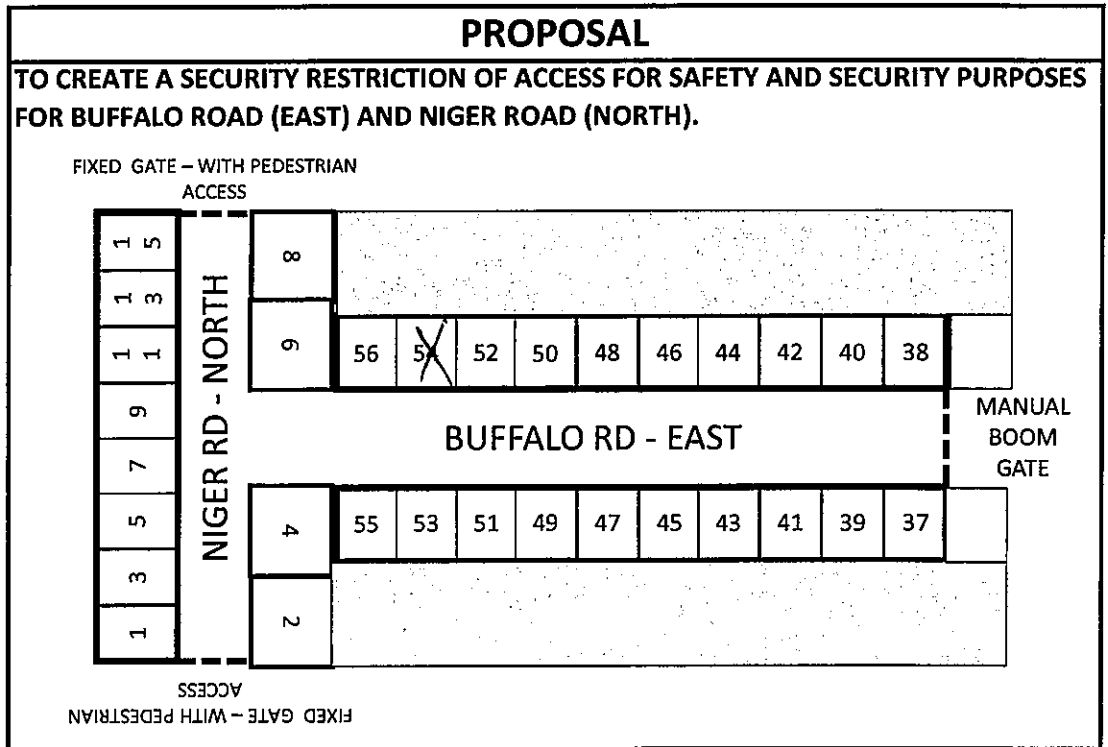 PROPOSAL
TO CREATE A SECURITY RESTRICTION OF ACCESS FOR SAFETY AND SECURITY PURPOSES
FOR BUFFALO ROAD (EAST) AND NIGER ROAD (NORTH).
FIXED GATE – WITH PEDESTRIAN
ACCESS
15
13
11
9
7
5
3
1
NIGER RD - NORTH
8
6
56 54 52 50 48 46 44 42 40 38
BUFFALO RD - EAST
MANUAL
BOOM
GATE
4
2
55 53 51 49 47 45 43 41 39 37
FIXED GATE – WITH PEDESTRIAN
ACCESS